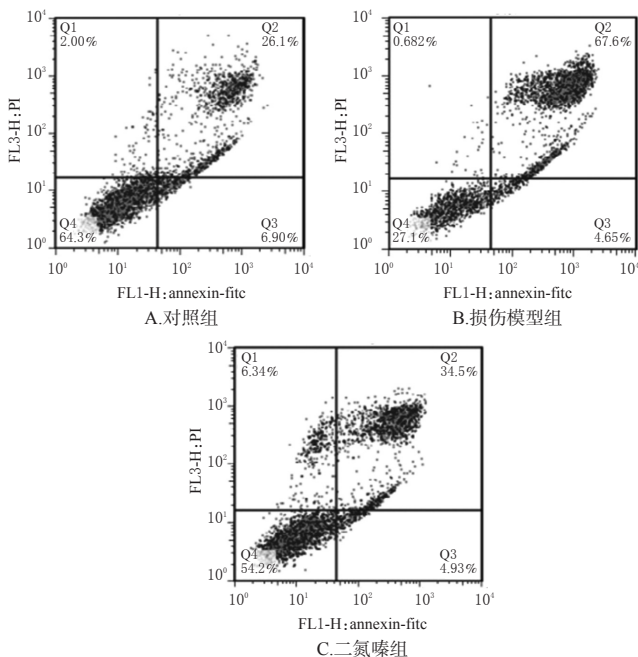 10⁴
Q1
2.00%
Q2
26.1%
10³
FL3-H:PI
10²
10¹
Q4
64.3%
Q3
6.90%
10⁰
10⁰ 10¹ 10² 10³ 10⁴
FL1-H:annexin-fitc
A.对照组
10⁴
Q1
0.682%
Q2
67.6%
10³
FL3-H:PI
10²
10¹
Q4
27.1%
Q3
4.65%
10⁰
10⁰ 10¹ 10² 10³ 10⁴
FL1-H:annexin-fitc
B.损伤模型组
10⁴
Q1
6.34%
Q2
34.5%
10³
FL3-H:PI
10²
10¹
Q4
54.2%
Q3
4.93%
10⁰
10⁰ 10¹ 10² 10³ 10⁴
FL1-H:annexin-fitc
C.二氮嗪组